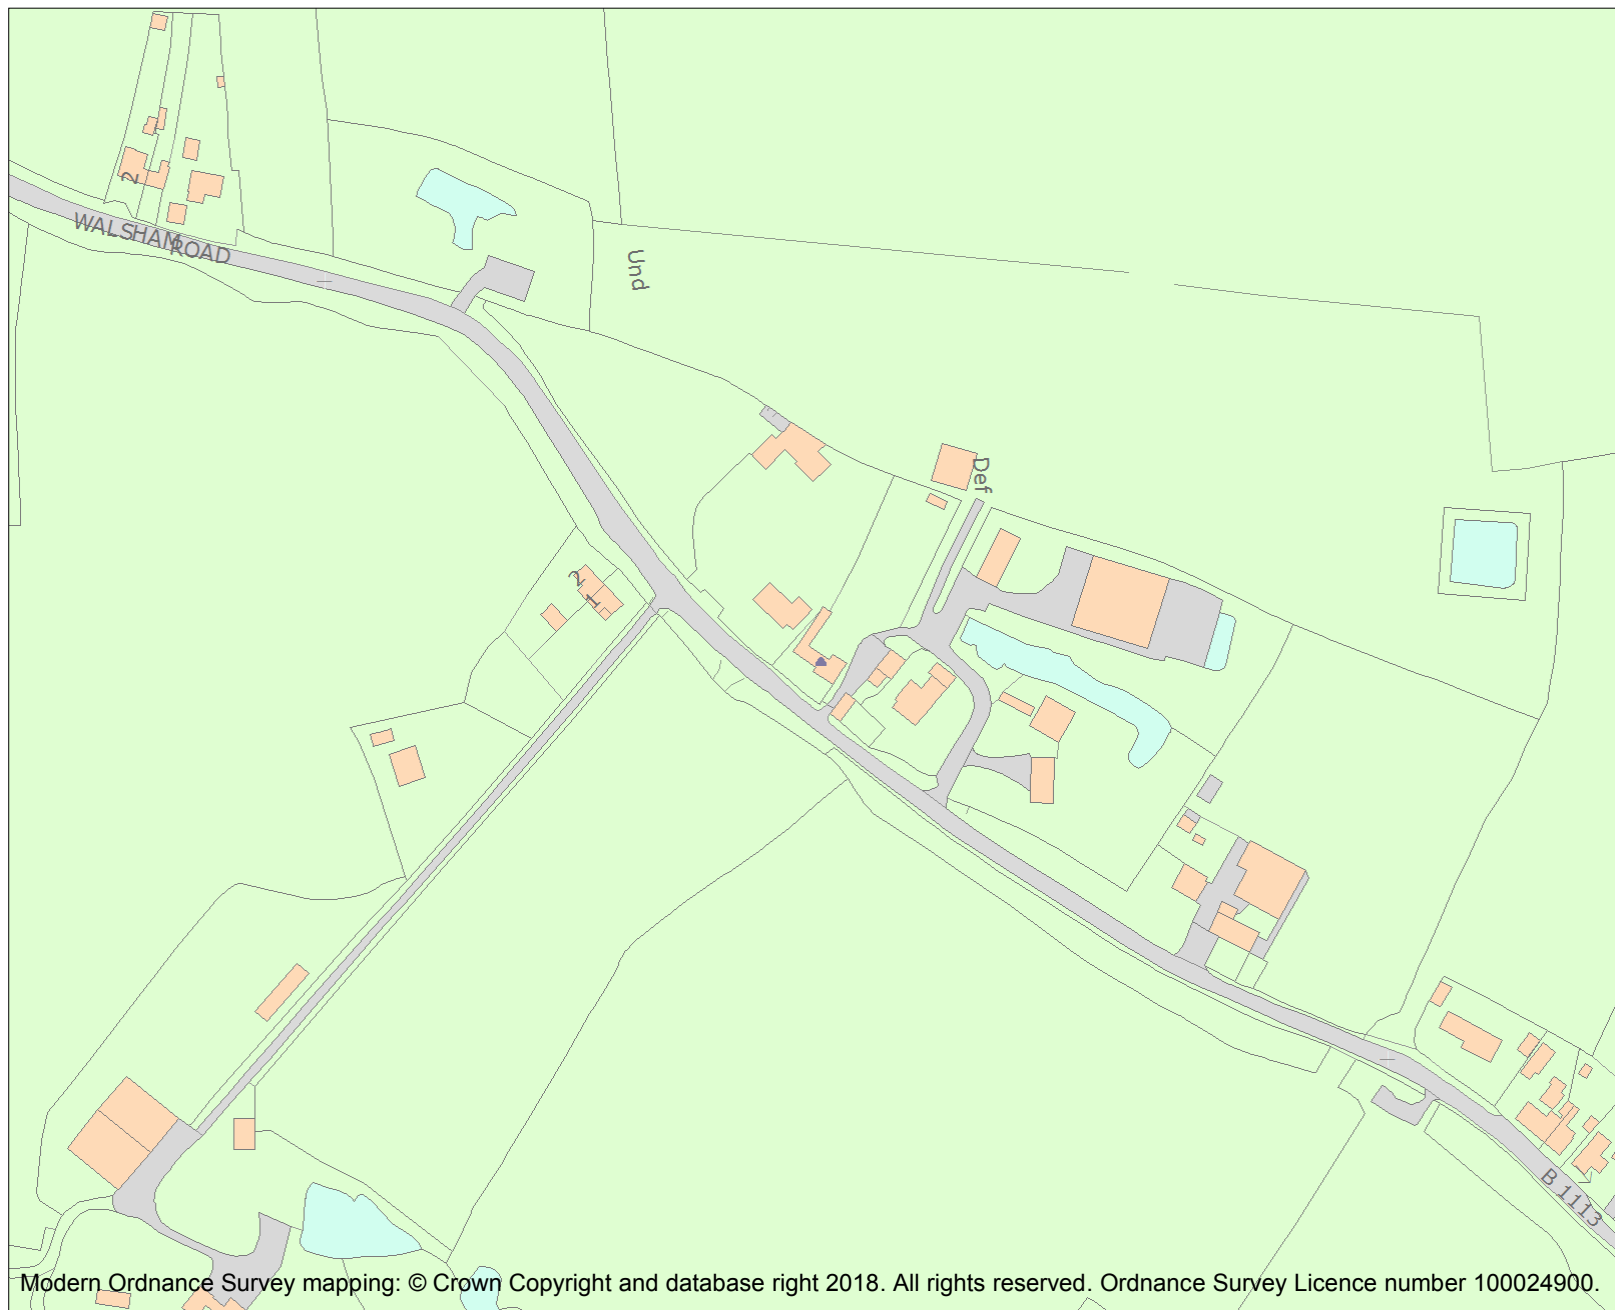 2
WALSHAM ROAD
Und
Def
2
1
B 1113
Modern Ordnance Survey mapping: © Crown Copyright and database right 2018. All rights reserved. Ordnance Survey Licence number 100024900.